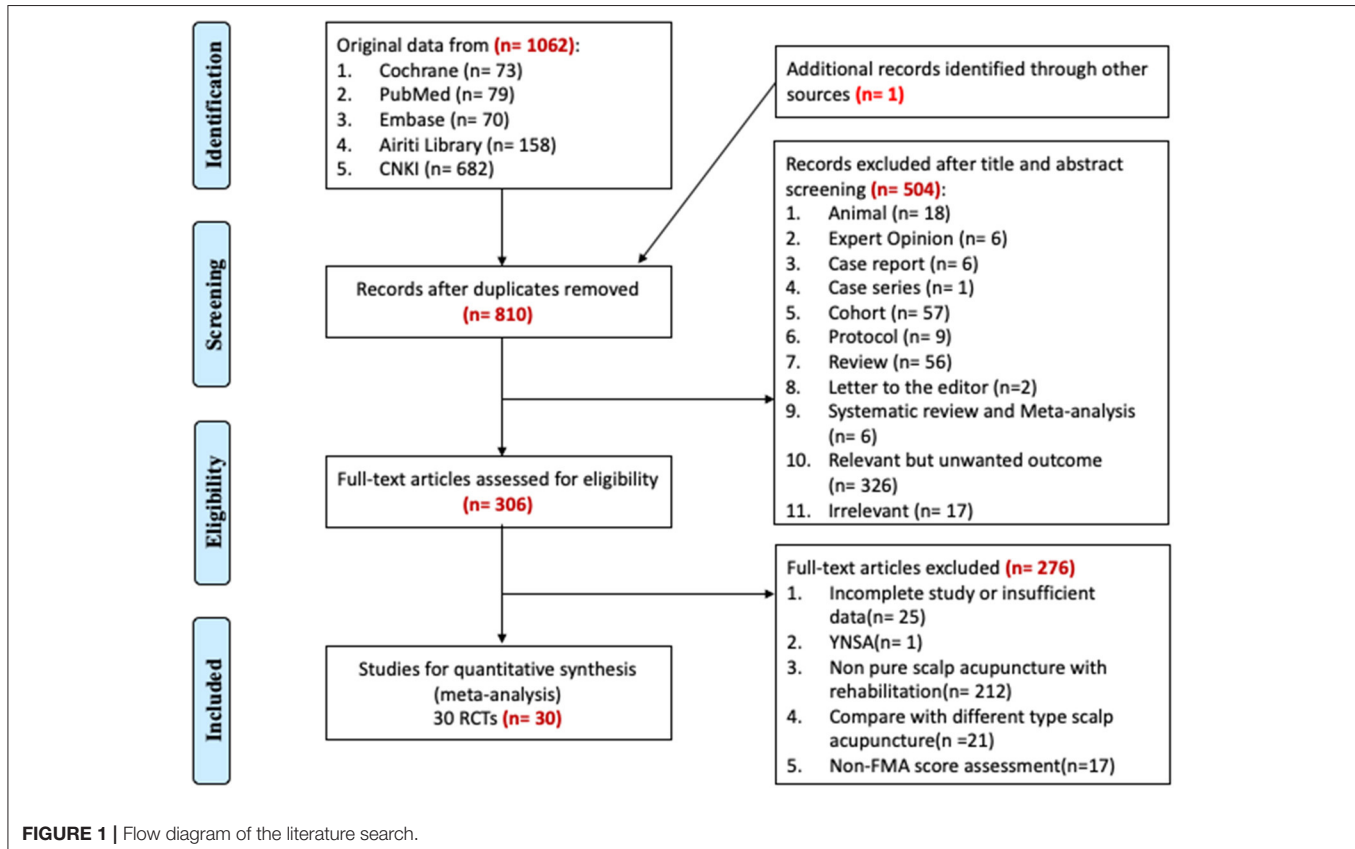 Identification
Original data from (n= 1062):
1. Cochrane (n= 73)
2. PubMed (n= 79)
3. Embase (n= 70)
4. Airiti Library (n= 158)
5. CNKI (n= 682)
Additional records identified through other
sources (n= 1)
Screening
Records after duplicates removed
(n= 810)
Records excluded after title and abstract
screening (n= 504):
1. Animal (n= 18)
2. Expert Opinion (n= 6)
3. Case report (n= 6)
4. Case series (n= 1)
5. Cohort (n= 57)
6. Protocol (n= 9)
7. Review (n= 56)
8. Letter to the editor (n=2)
9. Systematic review and Meta-analysis
(n= 6)
10. Relevant but unwanted outcome
(n= 326)
11. Irrelevant (n= 17)
Eligibility
Full-text articles assessed for eligibility
(n= 306)
Full-text articles excluded (n= 276)
1. Incomplete study or insufficient
data(n= 25)
2. YNSA(n= 1)
3. Non pure scalp acupuncture with
rehabilitation(n= 212)
4. Compare with different type scalp
acupuncture(n =21)
5. Non-FMA score assessment(n=17)
Included
Studies for quantitative synthesis
(meta-analysis)
30 RCTs (n= 30)
FIGURE 1 | Flow diagram of the literature search.